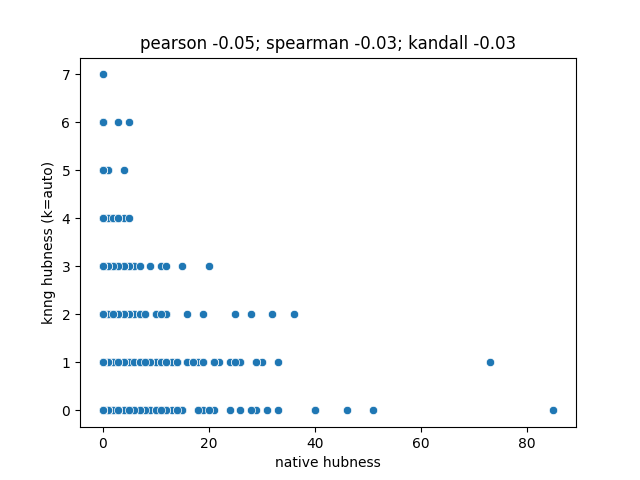 pearson -0.05; spearman -0.03; kandall -0.03
knng hubness (k=auto)
7
6
5
4
3
2
1
0
0 20 40 60 80
native hubness